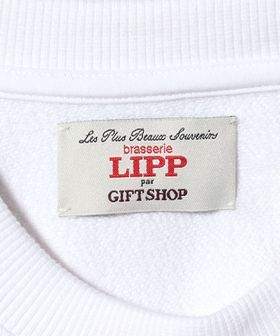 Les Plus Beaux Souvenirs
brasserie
LIPP
par
GIFTSHOP